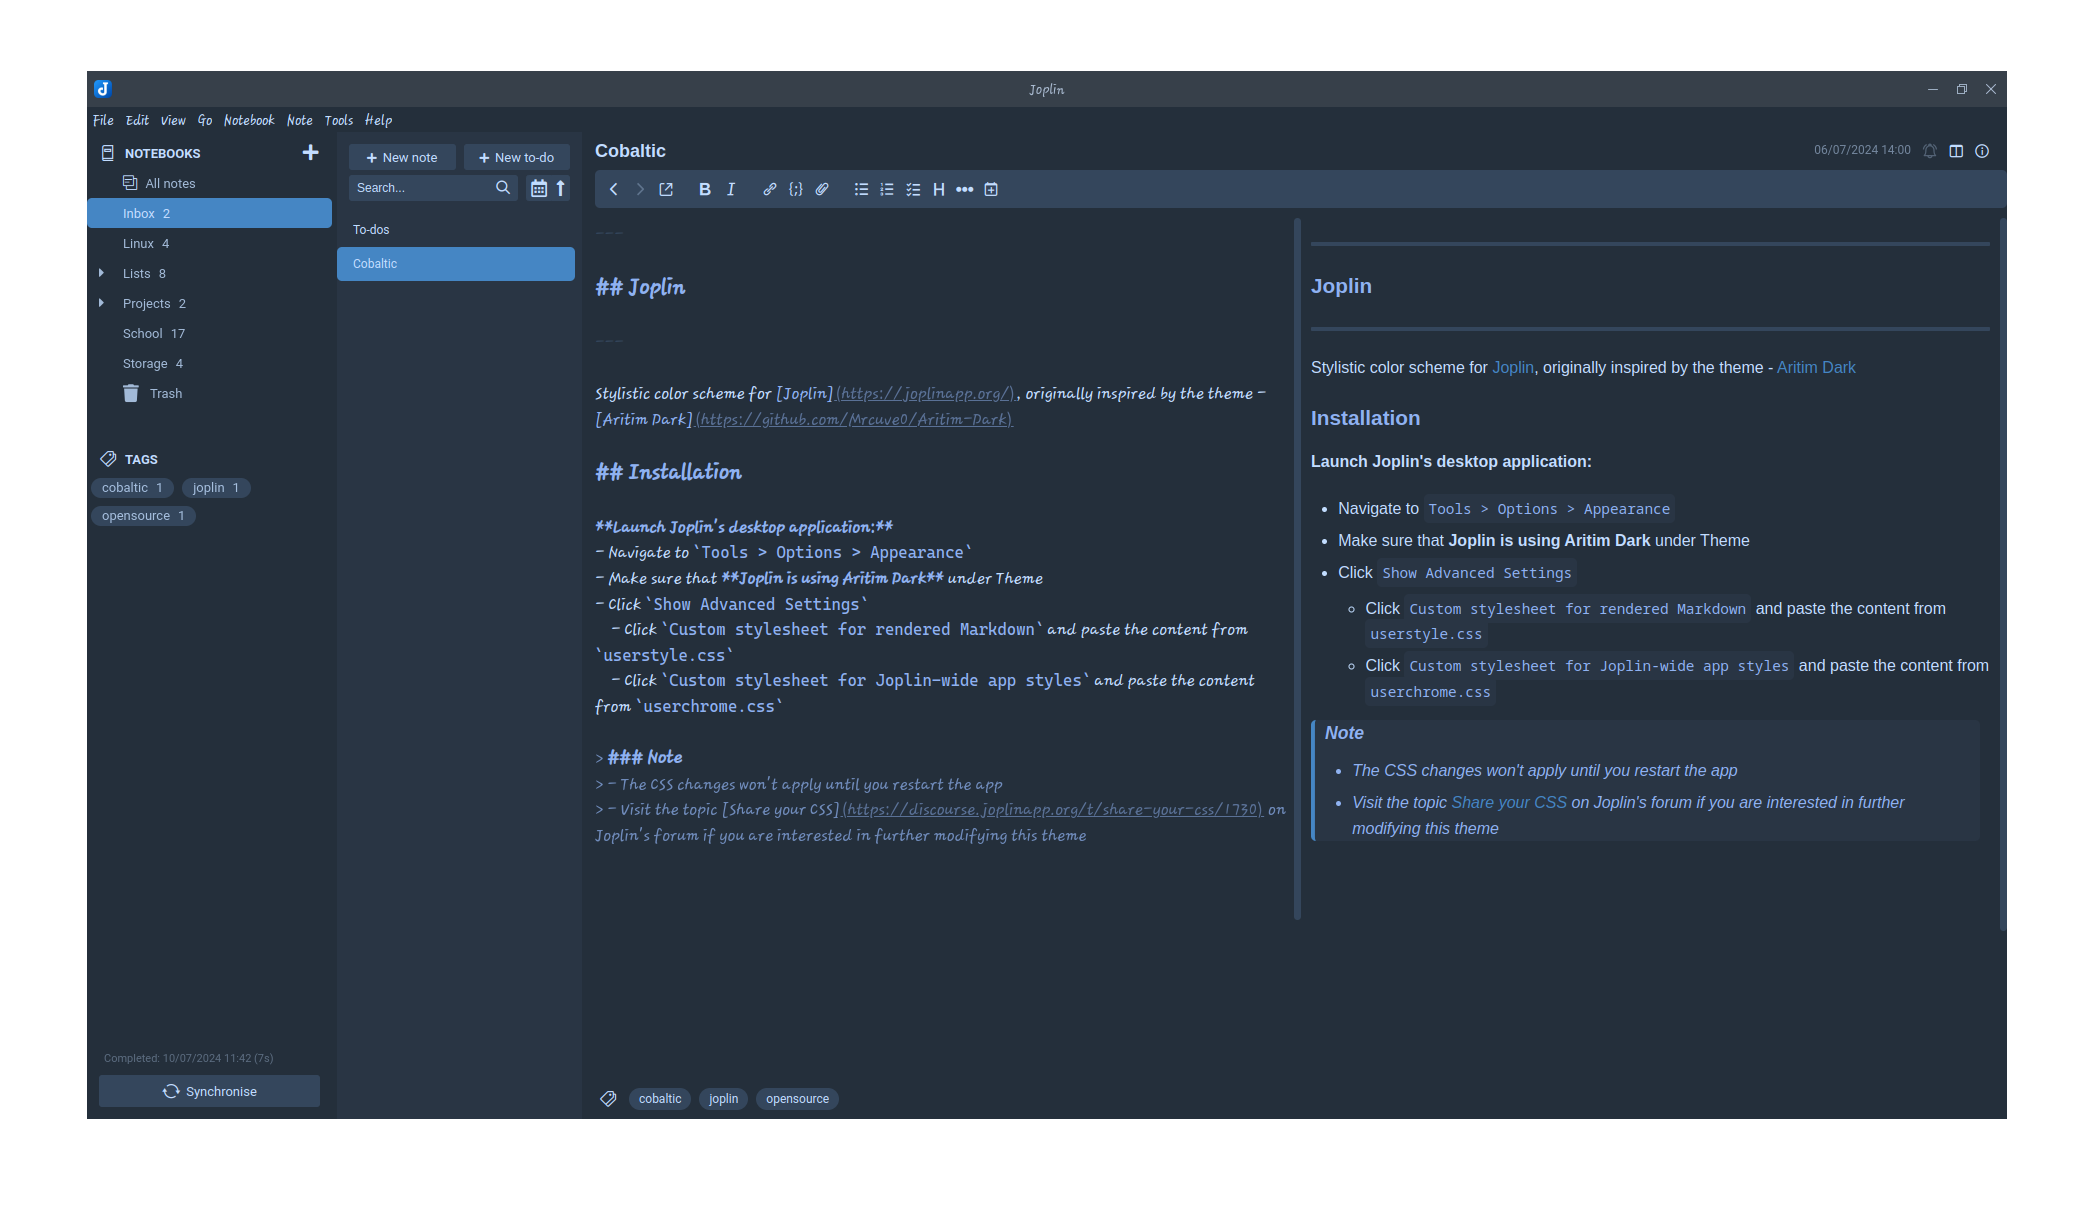 Joplin
File Edit View Go Notebook Note Tools Help
NOTEBOOKS
All notes
Inbox 2
Linux 4
Lists 8
Projects 2
School 17
Storage 4
Trash
TAGS
cobaltic 1 joplin 1
opensource 1
Completed: 10/07/2024 11:42 (7s)
Synchronise
New note New to-do
Search...
To-dos
Cobaltic
Cobaltic
06/07/2024 14:00
---
## Joplin
---
Stylistic color scheme for [Joplin](https://joplinapp.org/), originally inspired by the theme -
[Aritim Dark](https://github.com/Mrcuve0/Aritim-Dark)
## Installation
**Launch Joplin's desktop application:**
- Navigate to `Tools > Options > Appearance`
- Make sure that **Joplin is using Aritim Dark** under Theme
- Click `Show Advanced Settings`
- Click `Custom stylesheet for rendered Markdown` and paste the content from
`userstyle.css`
- Click `Custom stylesheet for Joplin-wide app styles` and paste the content
from `userchrome.css`
> ### Note
> - The CSS changes won't apply until you restart the app
> - Visit the topic [Share your CSS](https://discourse.joplinapp.org/t/share-your-css/1730) on
Joplin's forum if you are interested in further modifying this theme
Joplin
Stylistic color scheme for Joplin, originally inspired by the theme - Aritim Dark
Installation
Launch Joplin's desktop application:
Navigate to Tools > Options > Appearance
Make sure that Joplin is using Aritim Dark under Theme
Click Show Advanced Settings
Click Custom stylesheet for rendered Markdown and paste the content from
userstyle.css
Click Custom stylesheet for Joplin-wide app styles and paste the content from
userchrome.css
Note
The CSS changes won't apply until you restart the app
Visit the topic Share your CSS on Joplin's forum if you are interested in further
modifying this theme
cobaltic joplin opensource